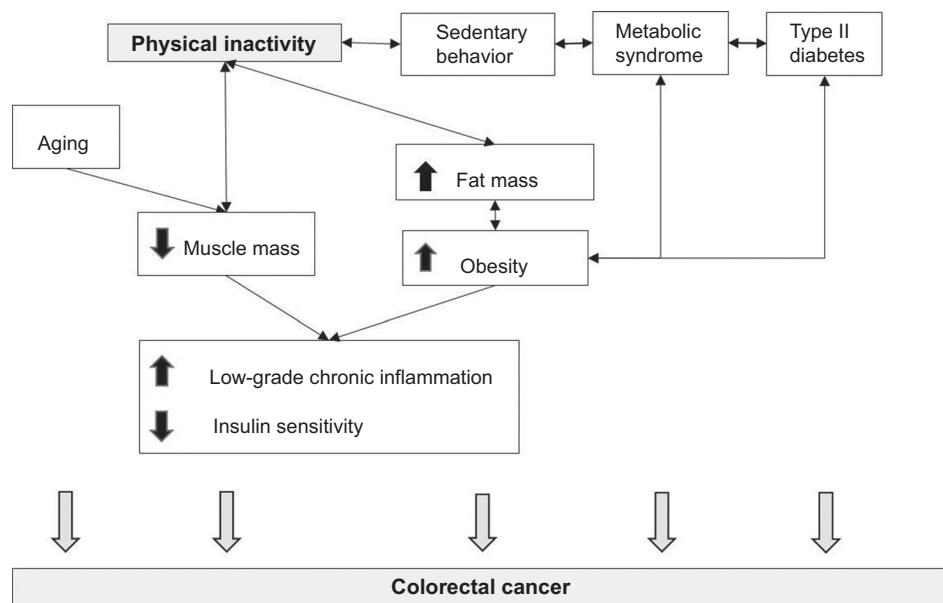 Physical inactivity
Sedentary
behavior
Metabolic
syndrome
Type II
diabetes
Aging
Fat mass
Muscle mass
Obesity
Low-grade chronic inflammation
Insulin sensitivity
Colorectal cancer